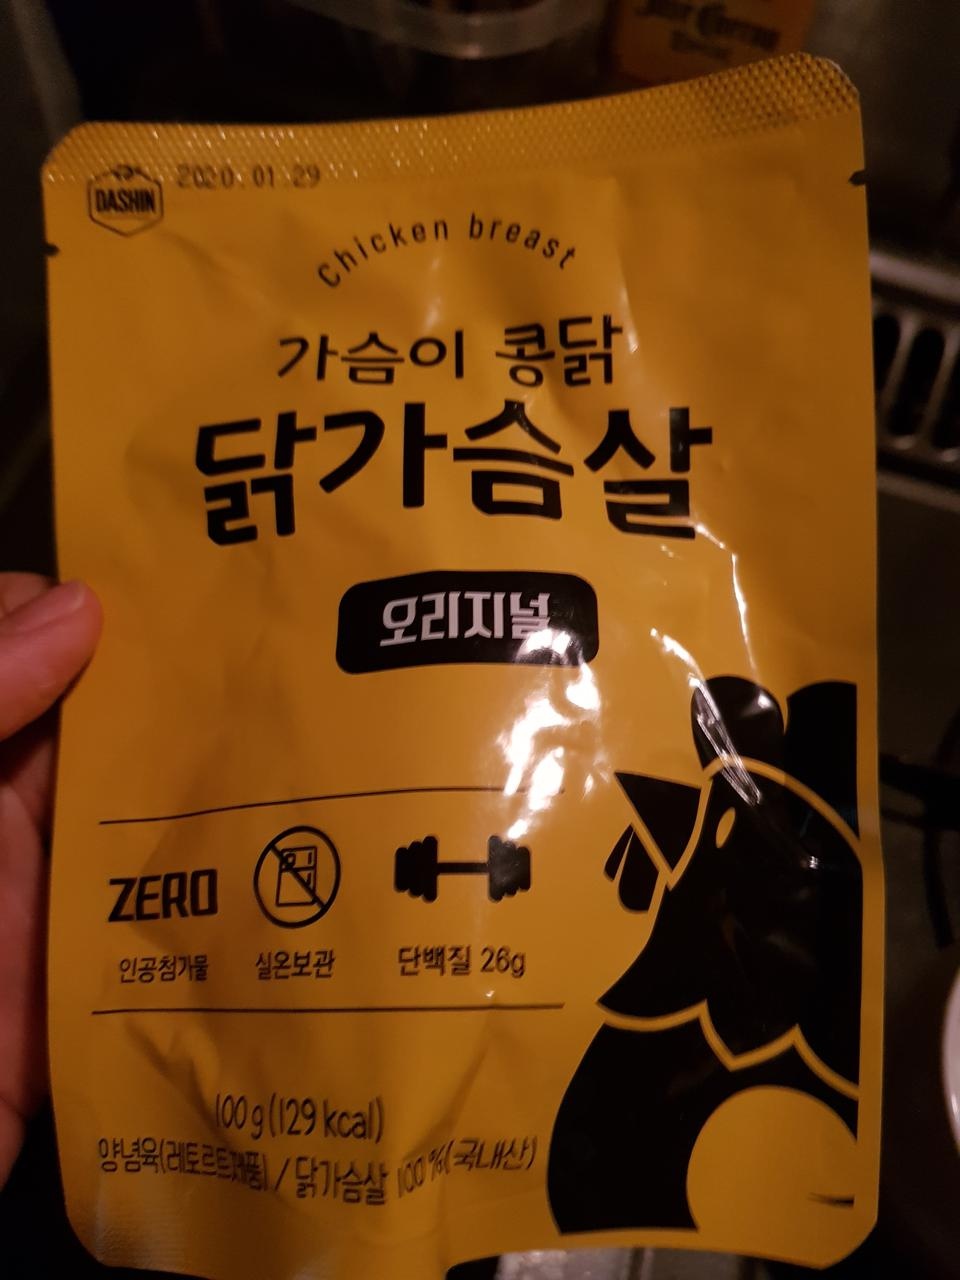 DASHIN
2020.01.29
Chicken breast
가슴이 콩닭
닭가슴살
오리지널
ZERO
인공첨가물
실온보관
단백질 26g
100g(129 kcal)
양념육(레토르트제품) / 닭가슴살 100%(국내산)